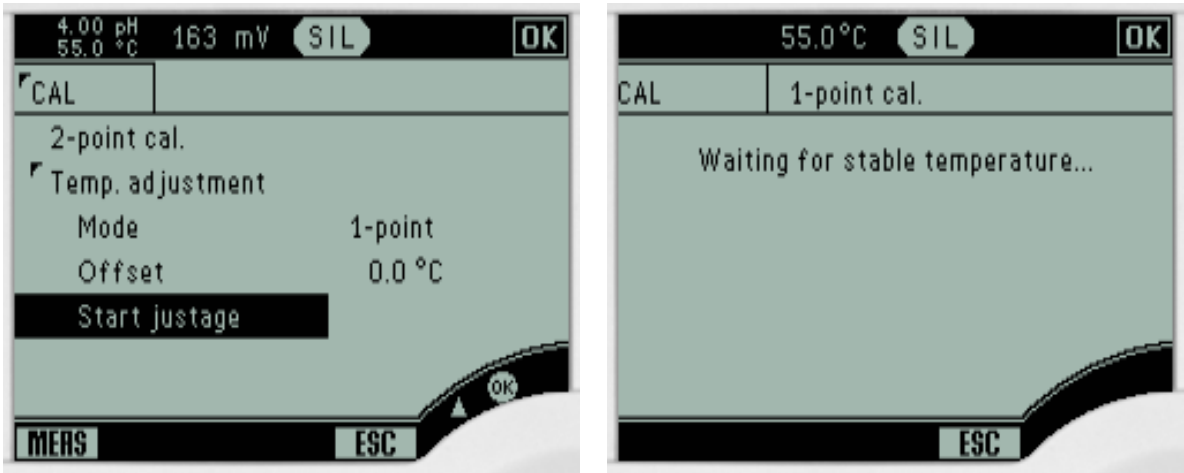 4.00 pH
55.0 °C
163 mV
SIL
OK
CAL
2-point cal.
Temp. adjustment
Mode 1-point
Offset 0.0 °C
Start justage
OK
MEAS ESC
55.0°C SIL OK
CAL 1-point cal.
Waiting for stable temperature...
ESC